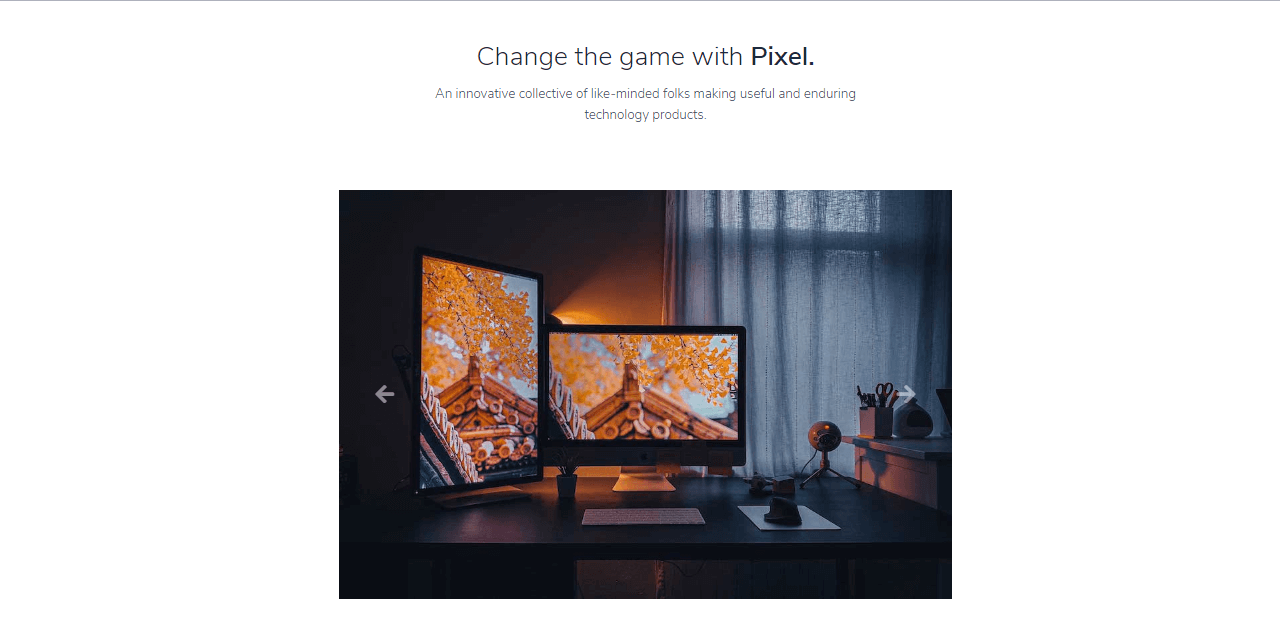 Change the game with Pixel.
An innovative collective of like-minded folks making useful and enduring
technology products.